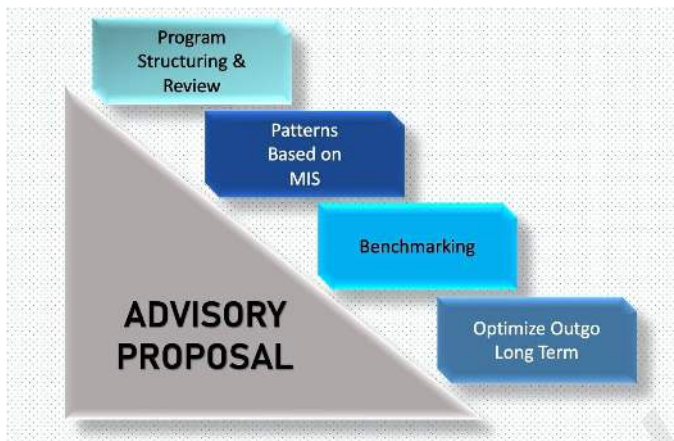 Program
Structuring &
Review
Patterns
Based on
MIS
Benchmarking
Optimize Outgo
Long Term
ADVISORY
PROPOSAL